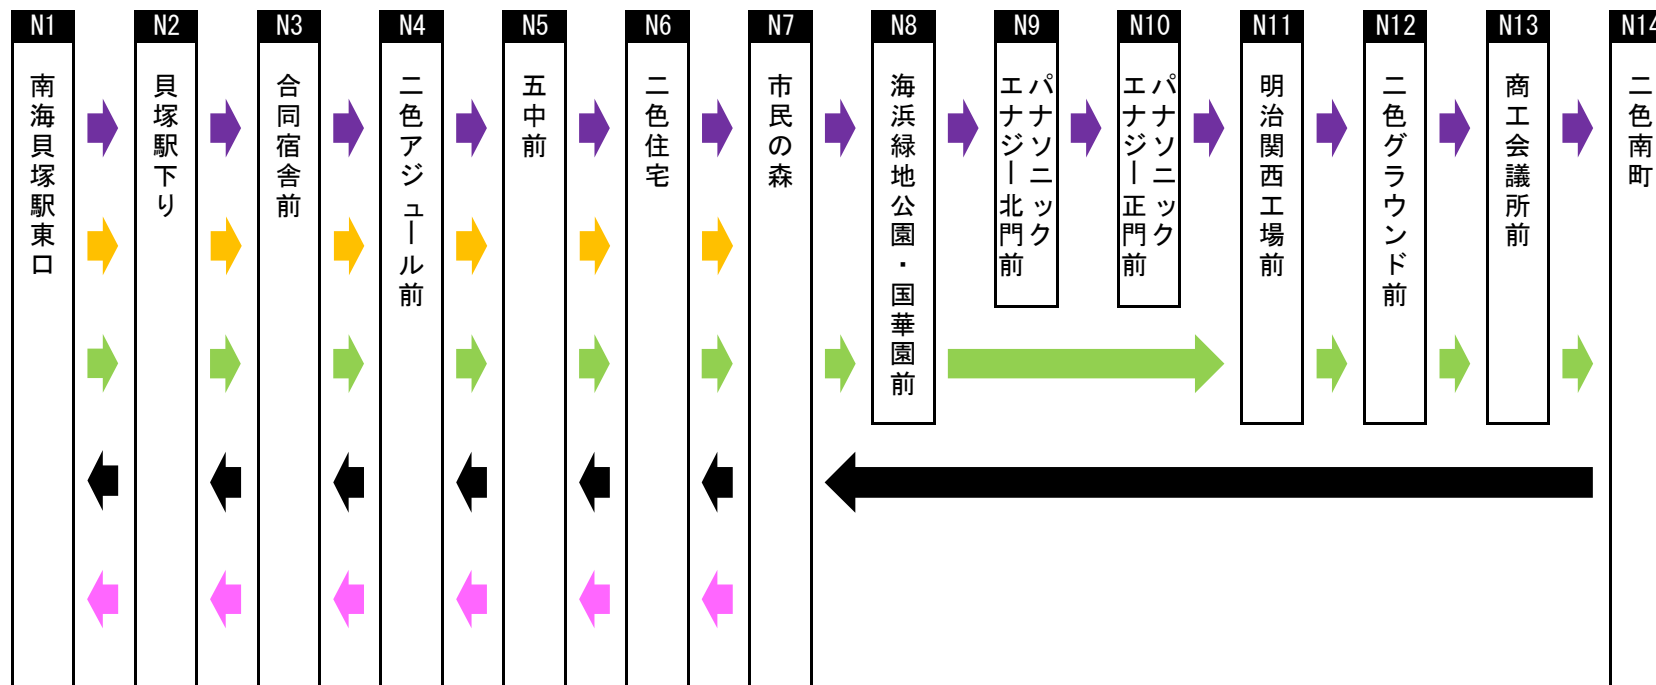 N1
南海貝塚駅東口
N2
貝塚駅下り
N3
合同宿舎前
N4
二色アジュール前
N5
五中前
N6
二色住宅
N7
市民の森
N8
海浜緑地公園・国華園前
N9
パナソニック
エナジー北門前
N10
パナソニック
エナジー正門前
N11
明治関西工場前
N12
二色グラウンド前
N13
商工会議所前
N14
二色南町